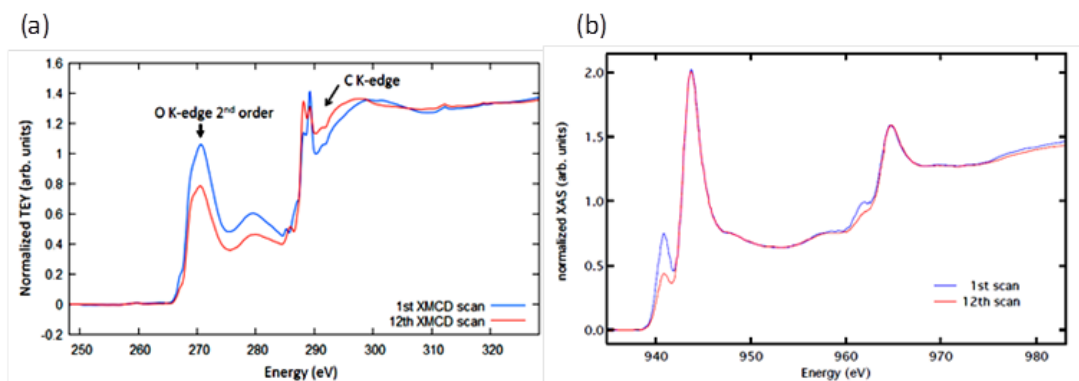 (a)
1.6
1.4
1.2
1
0.8
0.6
0.4
0.2
0
-0.2
Normalized TEY (arb. units)
O K-edge 2nd order
C K-edge
1st XMCD scan
12th XMCD scan
250 260 270 280 290 300 310 320
Energy (eV)
(b)
2.0
1.5
1.0
0.5
0.0
normalized XAS (arb. units)
1st scan
12th scan
940 950 960 970 980
Energy (eV)